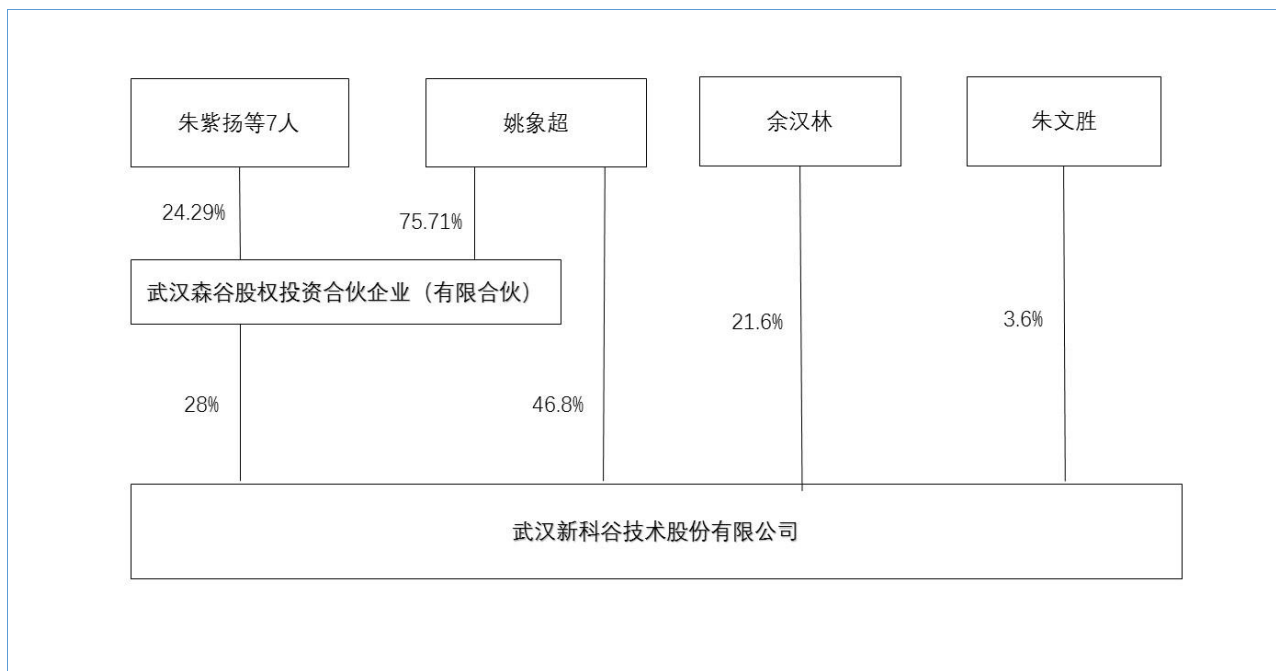 朱紫扬等7人
姚象超
余汉林
朱文胜
24.29%
75.71%
武汉森谷股权投资合伙企业（有限合伙）
21.6%
3.6%
28%
46.8%
武汉新科谷技术股份有限公司